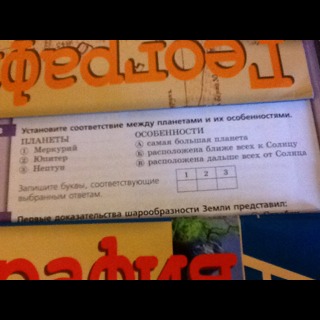 Географ
Установите соответствие между планетами и их особенностями.
ПЛАНЕТЫ ОСОБЕННОСТИ
① Меркурий Ⓐ самая большая планета
② Юпитер Ⓑ расположена ближе всех к Солнцу
③ Нептун Ⓒ расположена дальше всех от Солнца
Запишите буквы, соответствующие
выбранным ответам.
1 2 3
Первые доказательства шарообразности Земли представил:
рафия